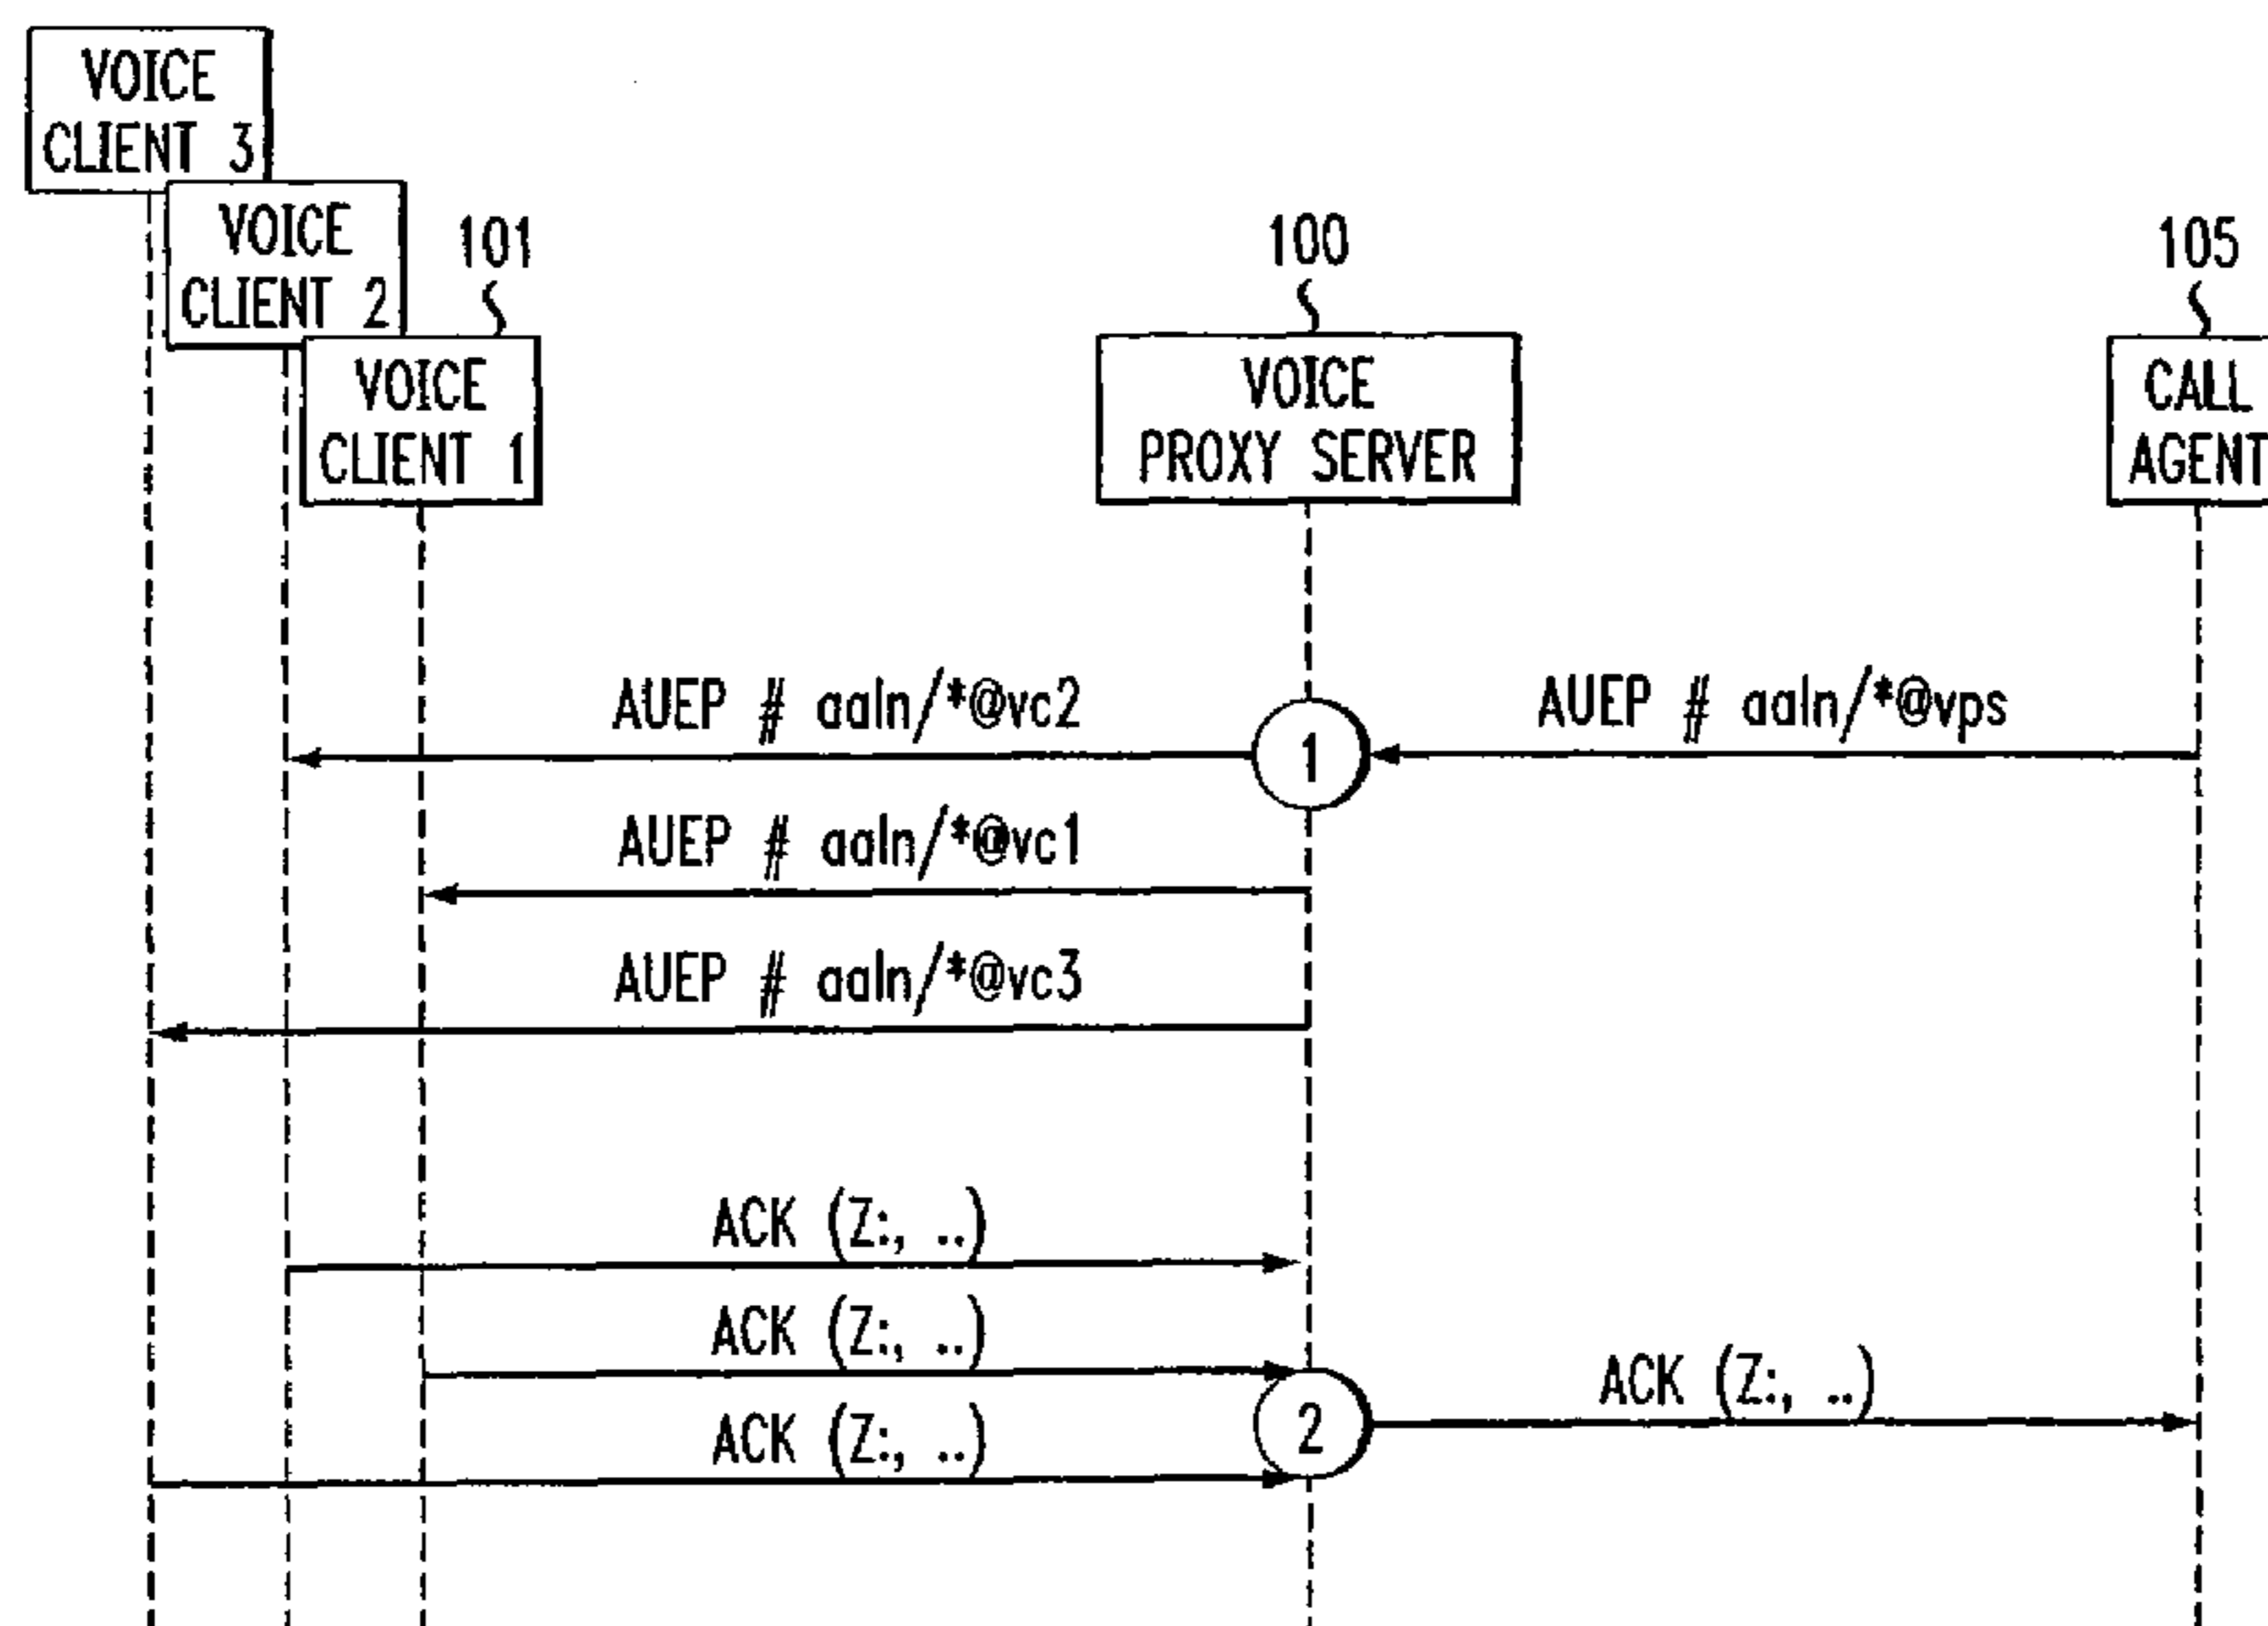 VOICE
CLIENT 3
VOICE
CLIENT 2
101
VOICE
CLIENT 1
100
VOICE
PROXY SERVER
105
CALL
AGENT
AUEP # aaln/*@vc2
AUEP # aaln/*@vps
1
AUEP # aaln/*@vc1
AUEP # aaln/*@vc3
ACK (Z:, ..)
ACK (Z:, ..)
ACK (Z:, ..)
2
ACK (Z:, ..)